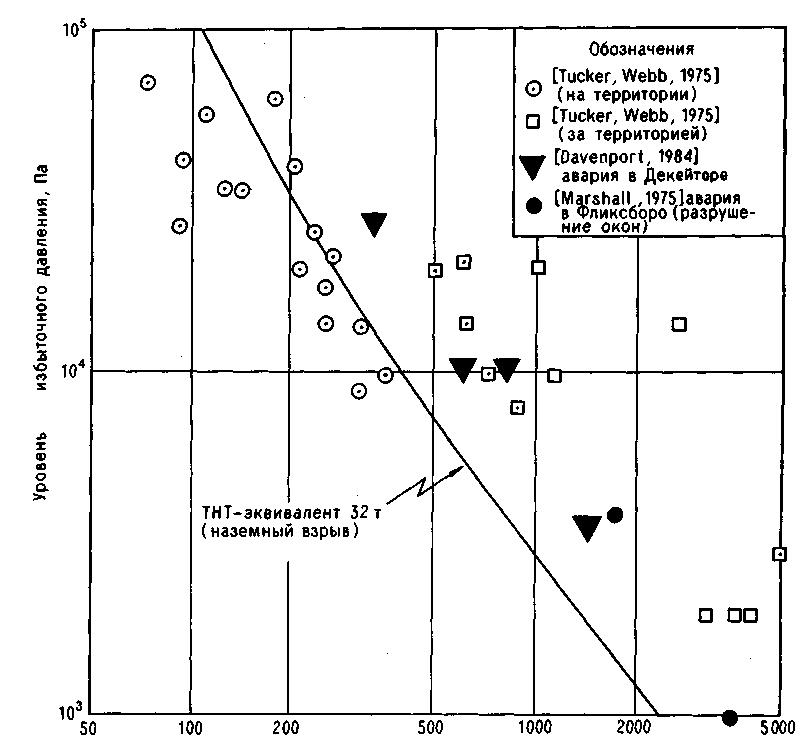 10⁵
Обозначения
[Tucker, Webb, 1975]
(на территории)
[Tucker, Webb, 1975]
(за территорией)
[Davenport, 1984]
авария в Декейторе
[Marshall, 1975] авария
в Фликсборо (разруше-
ние окон)
Уровень избыточного давления, Па
10⁴
ТНТ-эквивалент 32 т
(наземный взрыв)
10³
50 100 200 500 1000 2000 5000